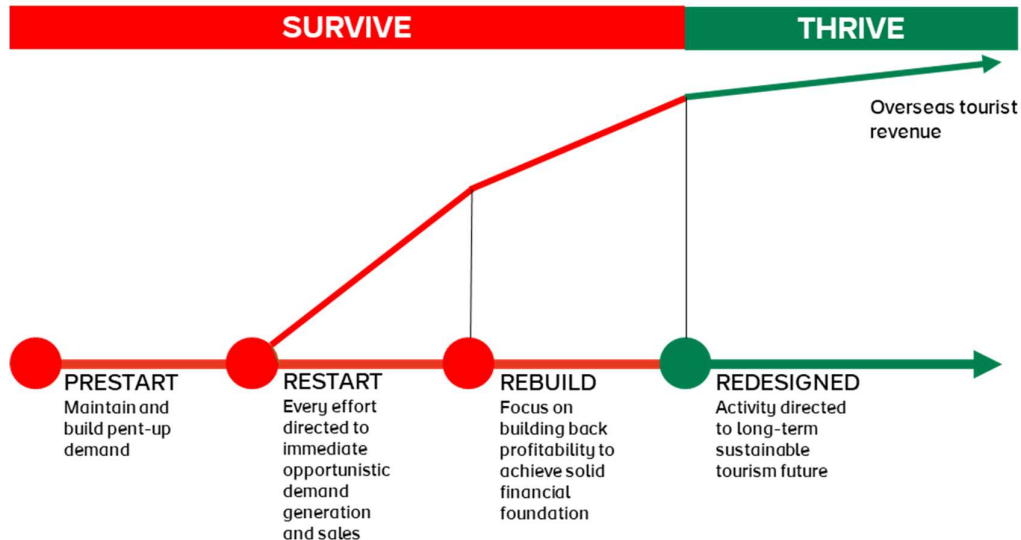 SURVIVE
THRIVE
Overseas tourist
revenue
PRESTART
Maintain and
build pent-up
demand
RESTART
Every effort
directed to
immediate
opportunistic
demand
generation
and sales
REBUILD
Focus on
building back
profitability to
achieve solid
financial
foundation
REDESIGNED
Activity directed
to long-term
sustainable
tourism future